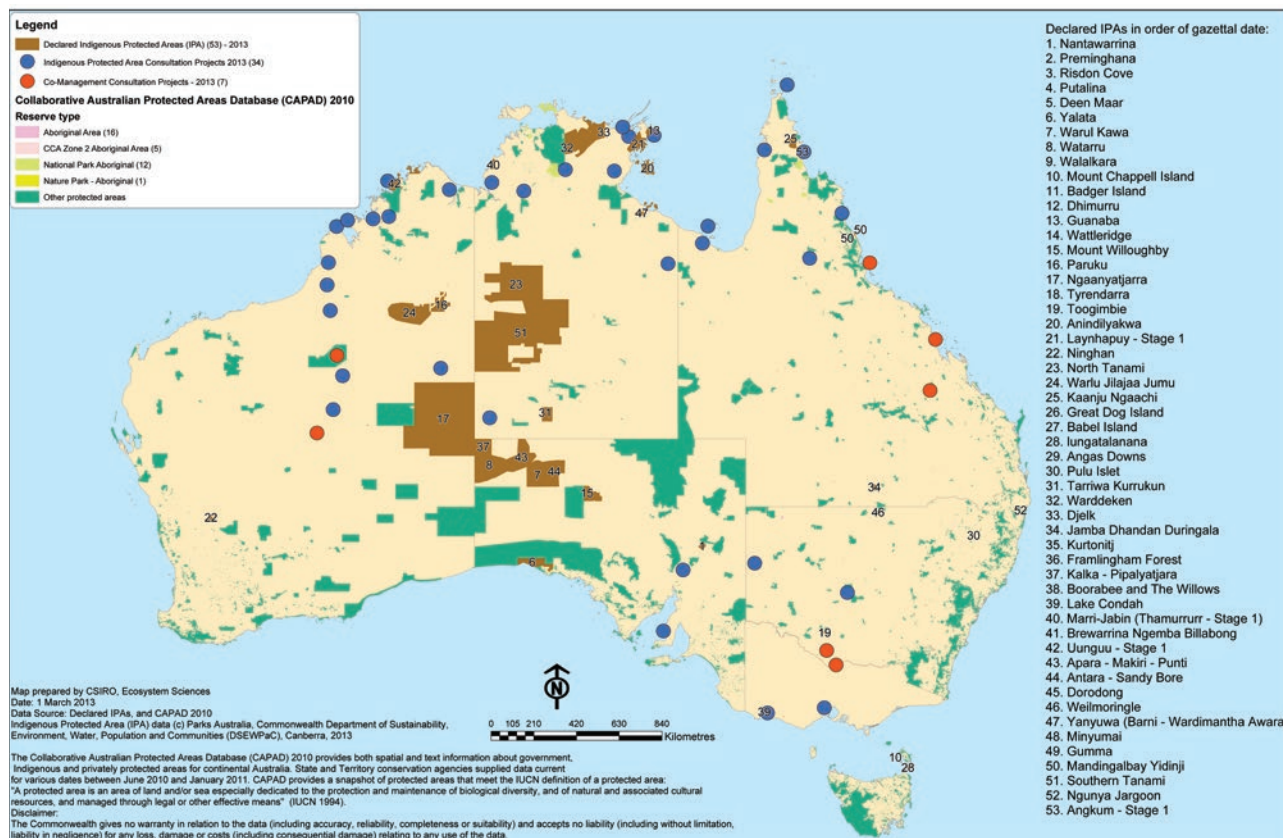 Legend
Declared Indigenous Protected Areas (IPA) (53) - 2013
Indigenous Protected Area Consultation Projects 2013 (34)
Co-Management Consultation Projects - 2013 (7)
Collaborative Australian Protected Areas Database (CAPAD) 2010
Reserve type
Aboriginal Area (16)
CCA Zone 2 Aboriginal Area (5)
National Park Aboriginal (12)
Nature Park - Aboriginal (1)
Other protected areas
33
13
32
21
20
40
42
47
25
53
50
50
23
16
24
51
17
31
37
43
8
7
44
15
34
46
52
22
30
1
6
19
39
10
28
N
0 105 210 420 630 840
Kilometres
Map prepared by CSIRO, Ecosystem Sciences
Date: 1 March 2013
Data Source: Declared IPAs, and CAPAD 2010
Indigenous Protected Area (IPA) data (c) Parks Australia, Commonwealth Department of Sustainability,
Environment, Water, Population and Communities (DSEWPaC), Canberra, 2013
The Collaborative Australian Protected Areas Database (CAPAD) 2010 provides both spatial and text information about government,
Indigenous and privately protected areas for continental Australia. State and Territory conservation agencies supplied data current
for various dates between June 2010 and January 2011. CAPAD provides a snapshot of protected areas that meet the IUCN definition of a protected area:
"A protected area is an area of land and/or sea especially dedicated to the protection and maintenance of biological diversity, and of natural and associated cultural
resources, and managed through legal or other effective means" (IUCN 1994).
Disclaimer:
The Commonwealth gives no warranty in relation to the data (including accuracy, reliability, completeness or suitability) and accepts no liability (including without limitation,
liability in negligence) for any loss, damage or costs (including consequential damage) relating to any use of the data.
Declared IPAs in order of gazettal date:
1. Nantawarrina
2. Preminghana
3. Risdon Cove
4. Putalina
5. Deen Maar
6. Yalata
7. Warul Kawa
8. Watarru
9. Walalkara
10. Mount Chappell Island
11. Badger Island
12. Dhimurru
13. Guanaba
14. Wattleridge
15. Mount Willoughby
16. Paruku
17. Ngaanyatjarra
18. Tyrendarra
19. Toogimbie
20. Anindilyakwa
21. Laynhapuy - Stage 1
22. Ninghan
23. North Tanami
24. Warlu Jilajaa Jumu
25. Kaanju Ngaachi
26. Great Dog Island
27. Babel Island
28. lungatalanana
29. Angas Downs
30. Pulu Islet
31. Tarriwa Kurrukun
32. Warddeken
33. Djelk
34. Jamba Dhandan Duringala
35. Kurtonitj
36. Framlingham Forest
37. Kalka - Pipalyatjara
38. Boorabee and The Willows
39. Lake Condah
40. Marri-Jabin (Thamurrurr - Stage 1)
41. Brewarrina Ngemba Billabong
42. Uunguu - Stage 1
43. Apara - Makiri - Punti
44. Antara - Sandy Bore
45. Dorodong
46. Weilmoringle
47. Yanyuwa (Barni - Wardimantha Awara
48. Minyumai
49. Gumma
50. Mandingalbay Yidinji
51. Southern Tanami
52. Ngunya Jargoon
53. Angkum - Stage 1